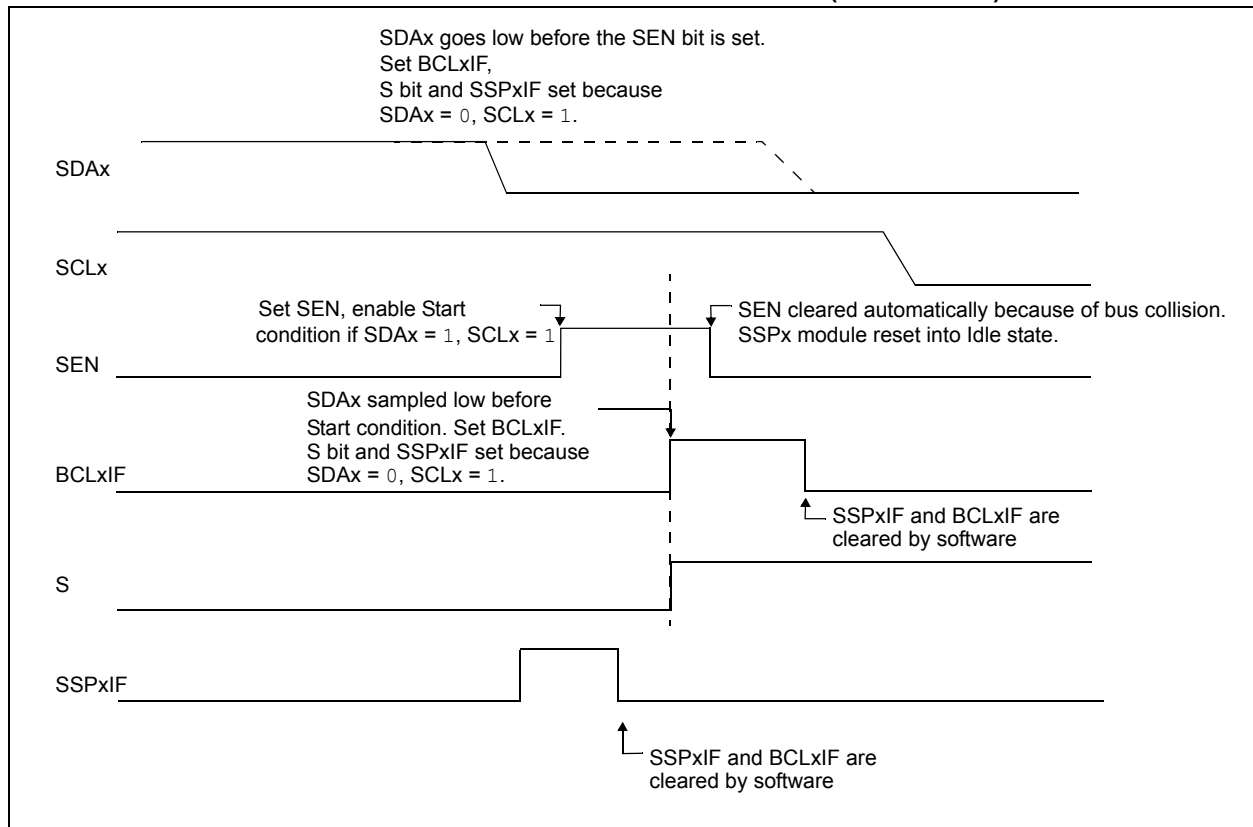 SDAx goes low before the SEN bit is set.
Set BCLxIF,
S bit and SSPxIF set because
SDAx = 0, SCLx = 1.
SDAx
SCLx
Set SEN, enable Start
condition if SDAx = 1, SCLx = 1
SEN cleared automatically because of bus collision.
SSPx module reset into Idle state.
SEN
SDAx sampled low before
Start condition. Set BCLxIF.
S bit and SSPxIF set because
SDAx = 0, SCLx = 1.
BCLxIF
SSPxIF and BCLxIF are
cleared by software
S
SSPxIF
SSPxIF and BCLxIF are
cleared by software